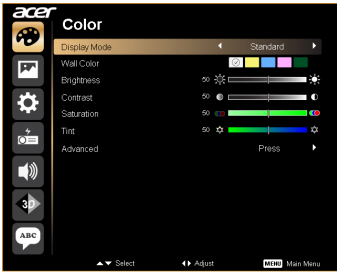 acer
Color
Display Mode Standard
Wall Color
Brightness 50
Contrast 50
Saturation 50
Tint 50
Advanced Press
3D
ABC
Select Adjust MENU Main Menu